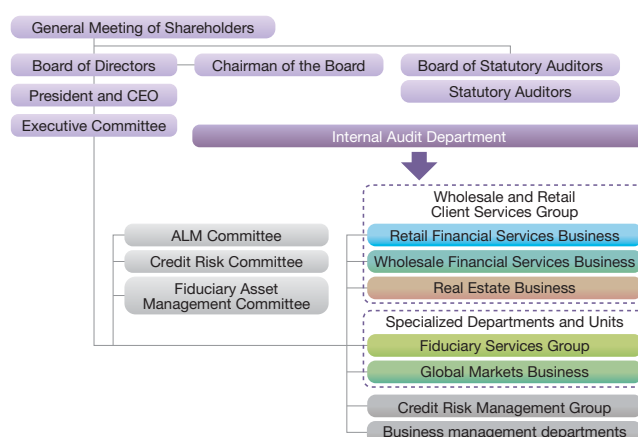 General Meeting of Shareholders
Board of Directors
Chairman of the Board
Board of Statutory Auditors
President and CEO
Statutory Auditors
Executive Committee
Internal Audit Department
Wholesale and Retail
Client Services Group
ALM Committee
Retail Financial Services Business
Credit Risk Committee
Wholesale Financial Services Business
Fiduciary Asset
Management Committee
Real Estate Business
Specialized Departments and Units
Fiduciary Services Group
Global Markets Business
Credit Risk Management Group
Business management departments